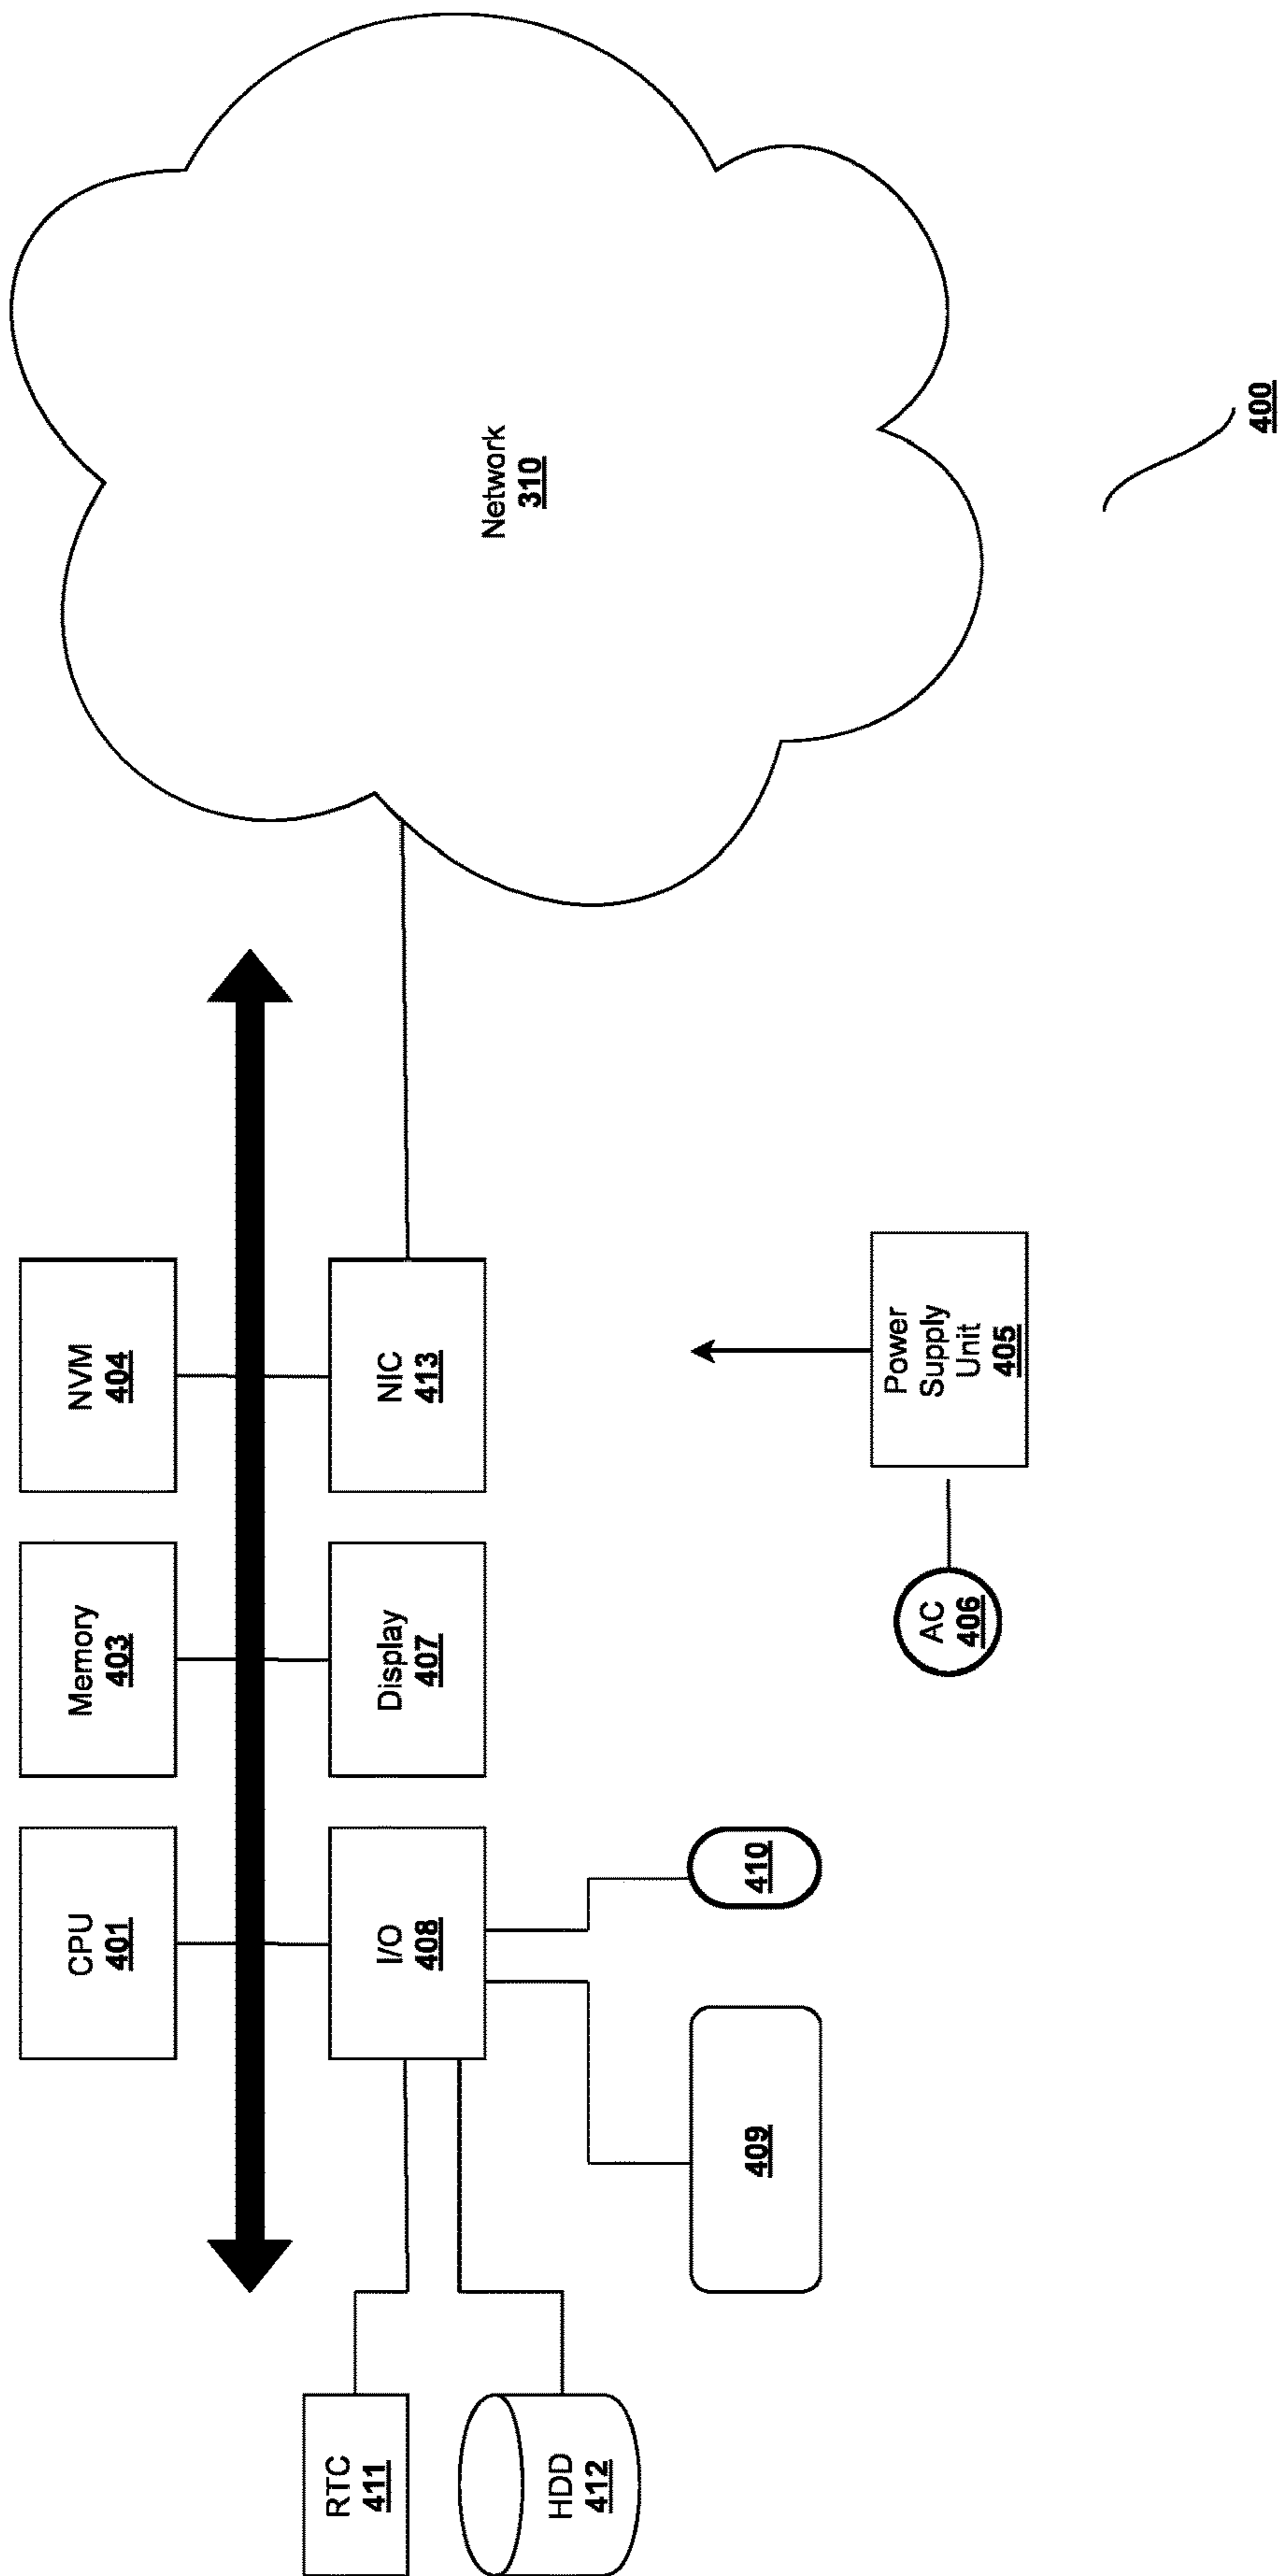 CPU
401
Memory
403
NVM
404
I/O
408
Display
407
NIC
413
RTC
411
HDD
412
409
410
AC
406
Power
Supply
Unit
405
Network
310
400